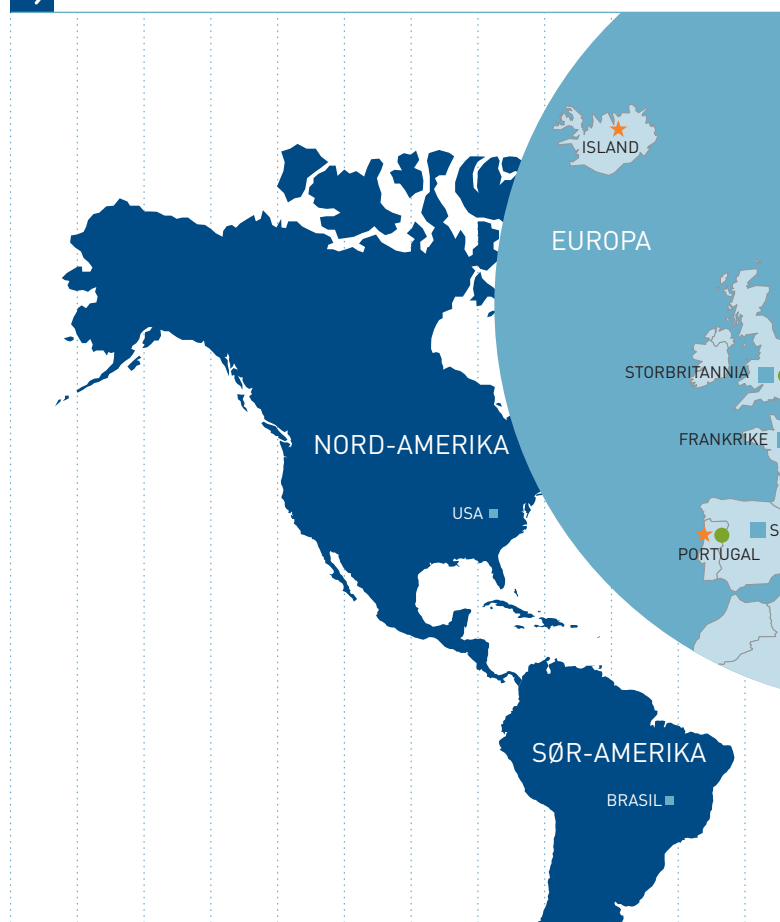 ISLAND
EUROPA
STORBRITANNIA
FRANKRIKE
NORD-AMERIKA
USA
S
PORTUGAL
SØR-AMERIKA
BRASIL